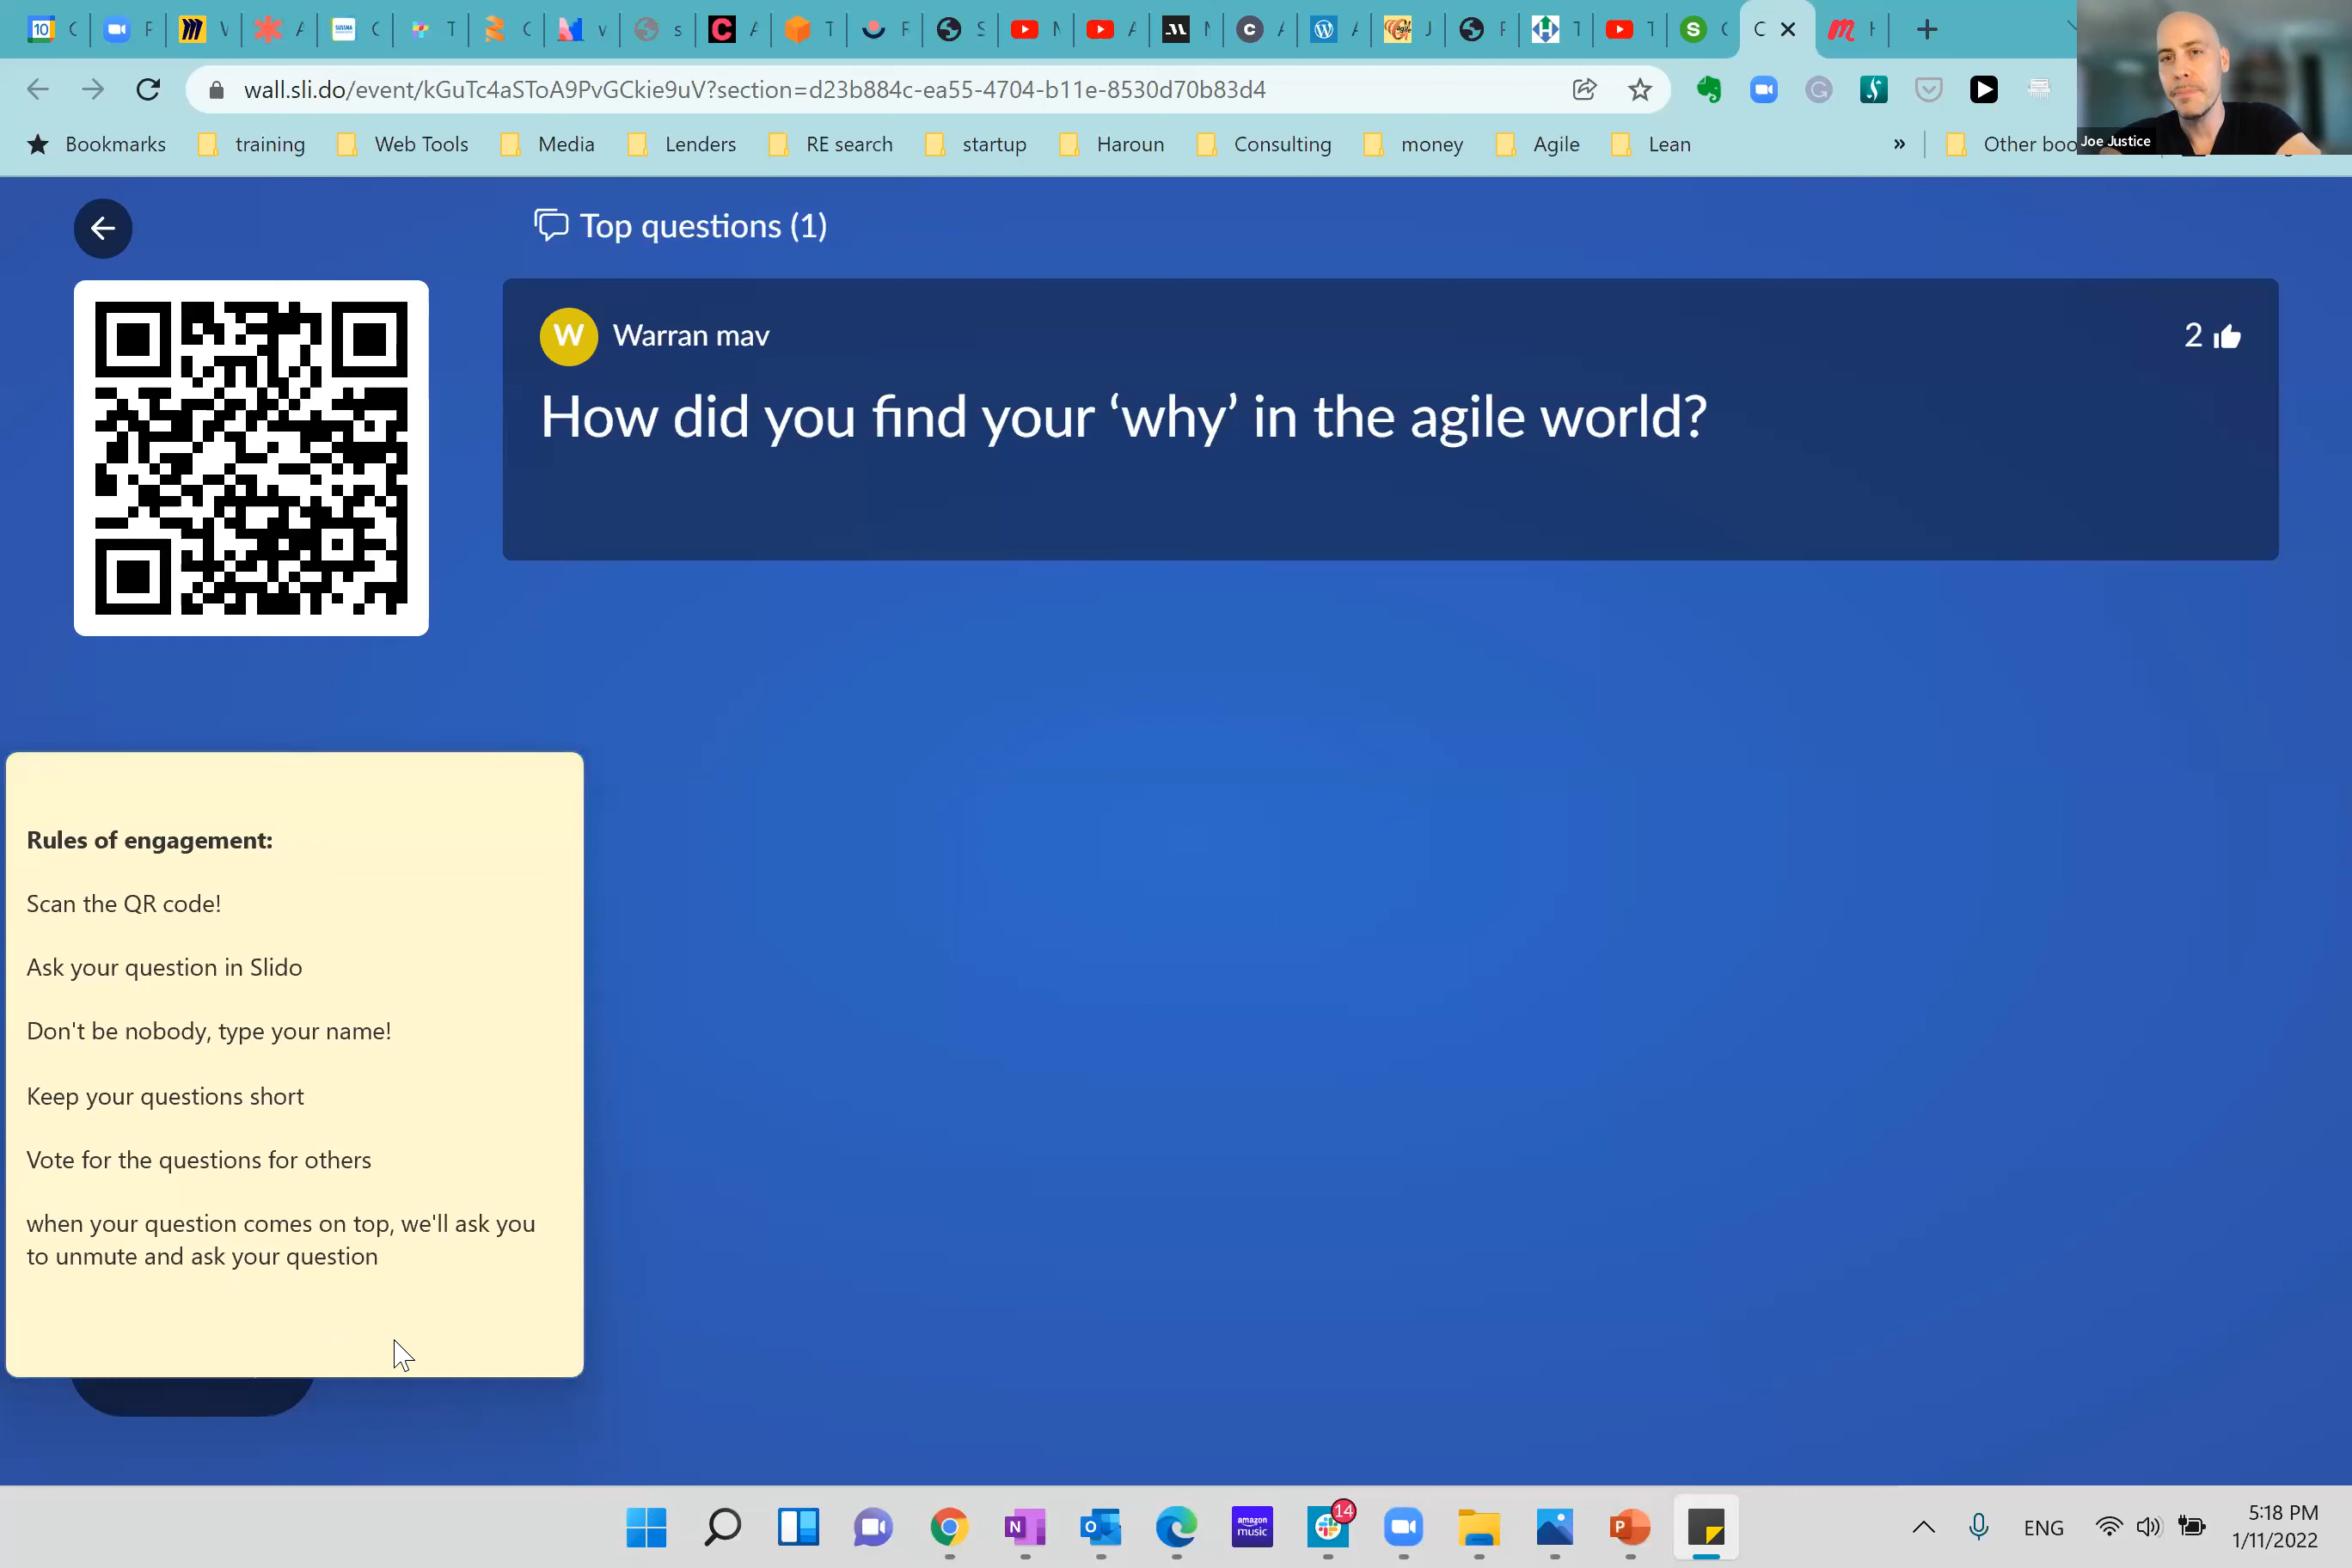 10 C
F
V
A
C
T
C
v
s
C A
T
F
S
N
A
N
C A
A
J
F
H T
T
S C
C
wall.sli.do/event/kGuTc4aSToA9PvGCkie9uV?section=d23b884c-ea55-4704-b11e-8530d70b83d4
Joe Justice
Bookmarks training Web Tools Media Lenders RE search startup Haroun Consulting money Agile Lean » Other boo
Top questions (1)
W Warran mav 2
How did you find your ‘why’ in the agile world?
Rules of engagement:
Scan the QR code!
Ask your question in Slido
Don't be nobody, type your name!
Keep your questions short
Vote for the questions for others
when your question comes on top, we'll ask you
to unmute and ask your question
N
O
amazon
music
14
P
ENG
5:18 PM
1/11/2022